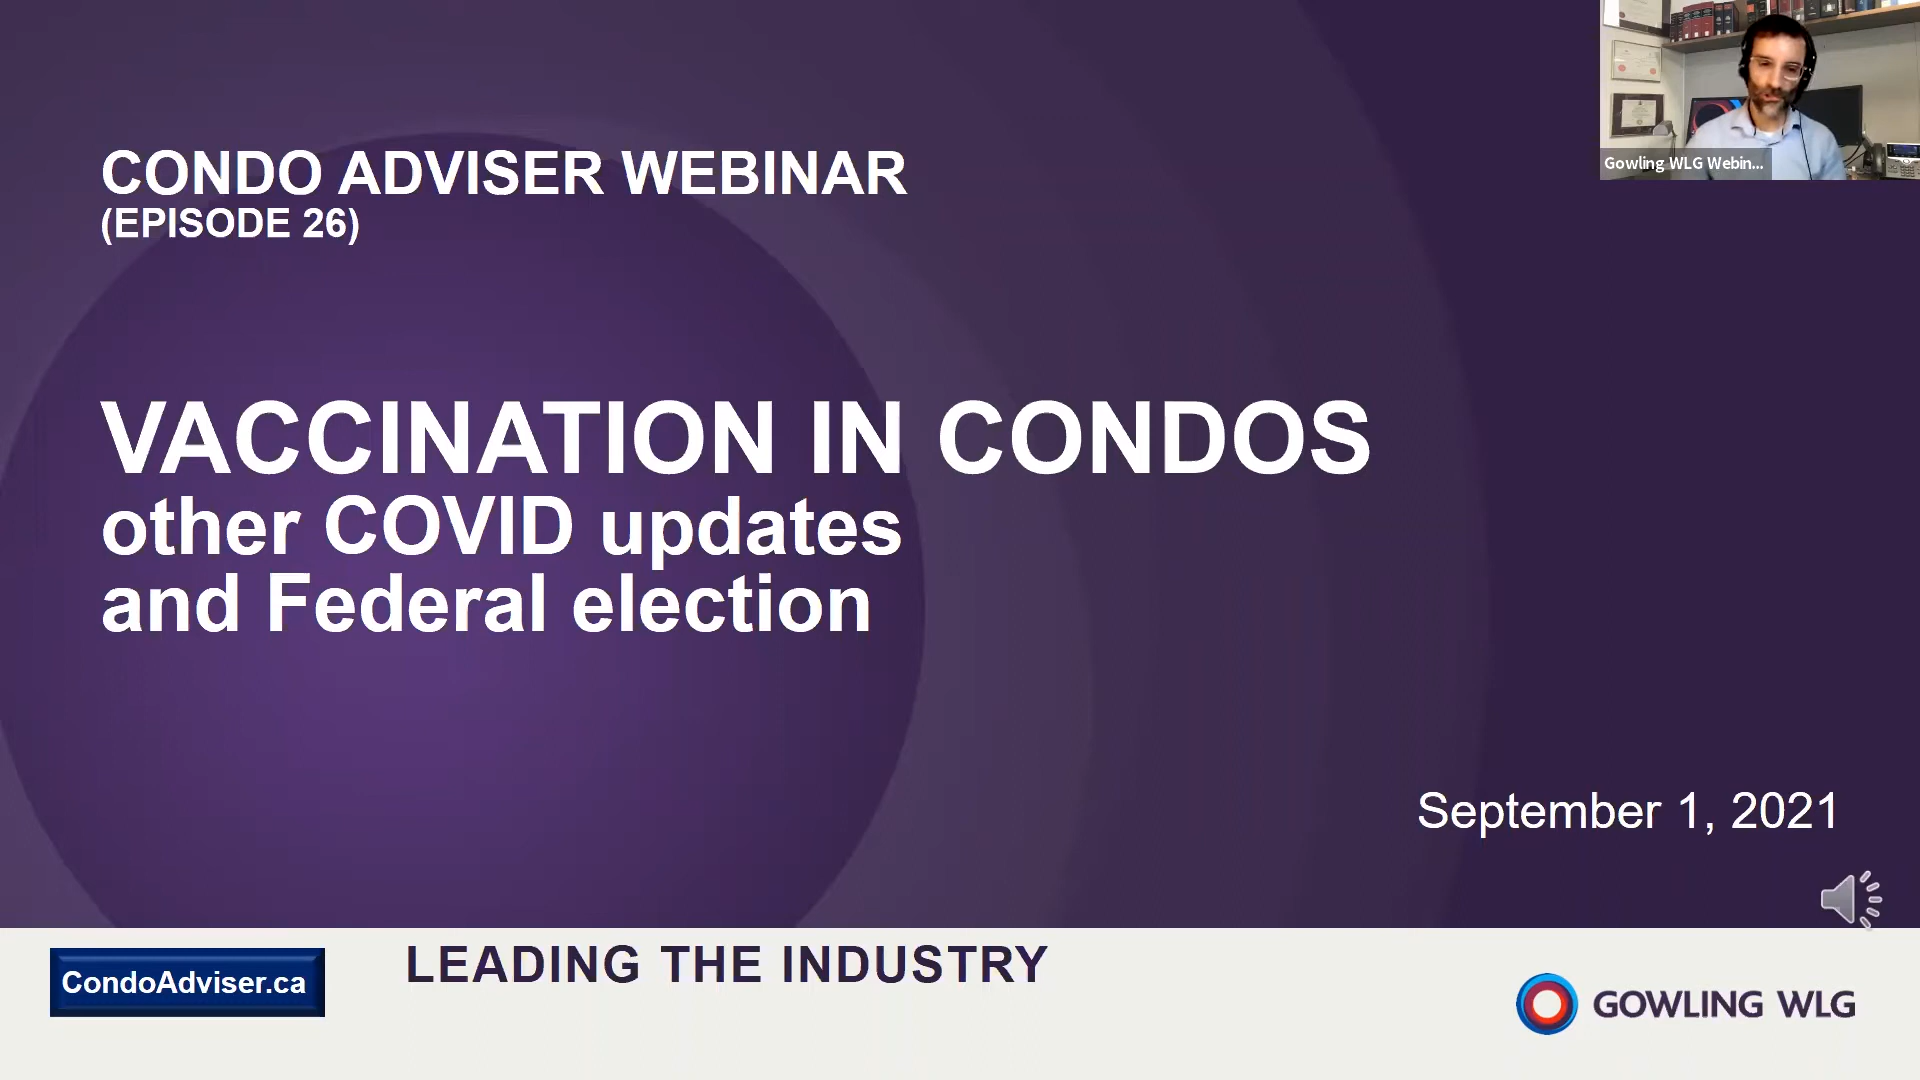 CONDO ADVISER WEBINAR
(EPISODE 26)
VACCINATION IN CONDOS
other COVID updates
and Federal election
September 1, 2021
CondoAdviser.ca
LEADING THE INDUSTRY
GOWLING WLG
Gowling WLG Webin...